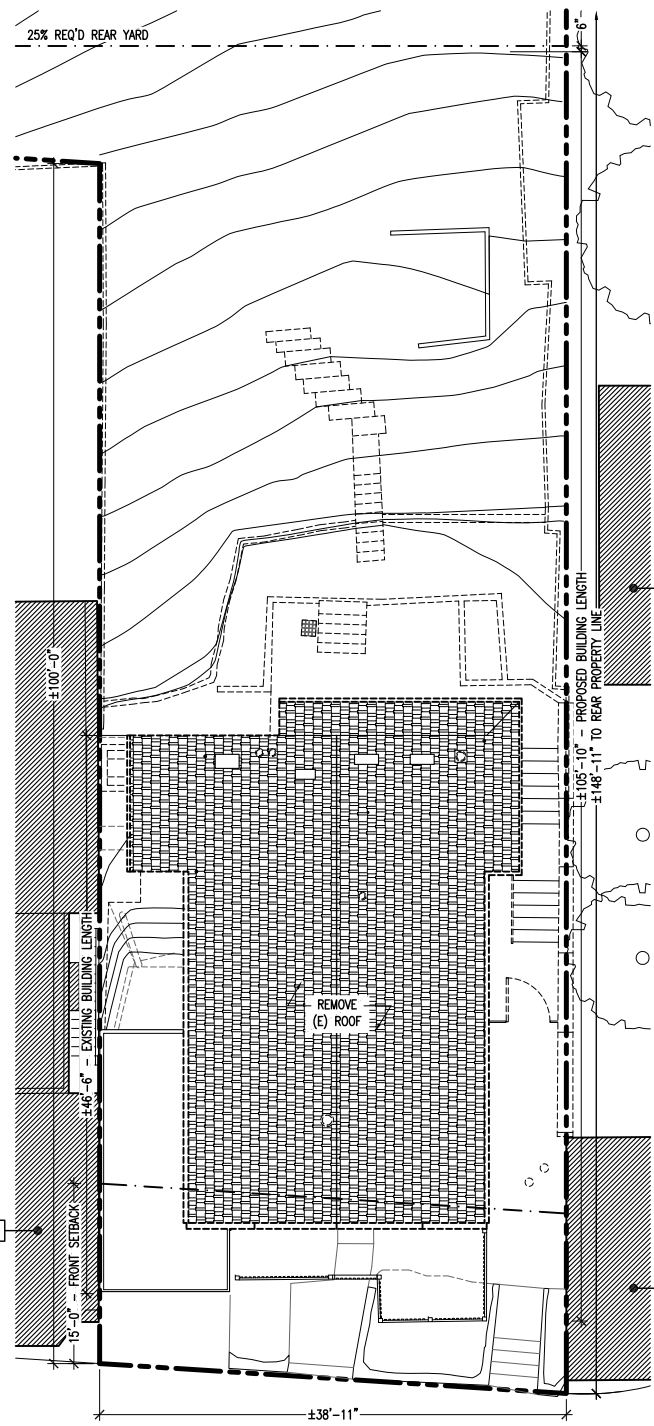 25% REQ'D REAR YARD
6"
±100'-0"
±105'-10" - PROPOSED BUILDING LENGTH
±148'-11" TO REAR PROPERTY LINE
±46'-6" - EXISTING BUILDING LENGTH
REMOVE
(E) ROOF
15'-0" - FRONT SETBACK
±38'-11"